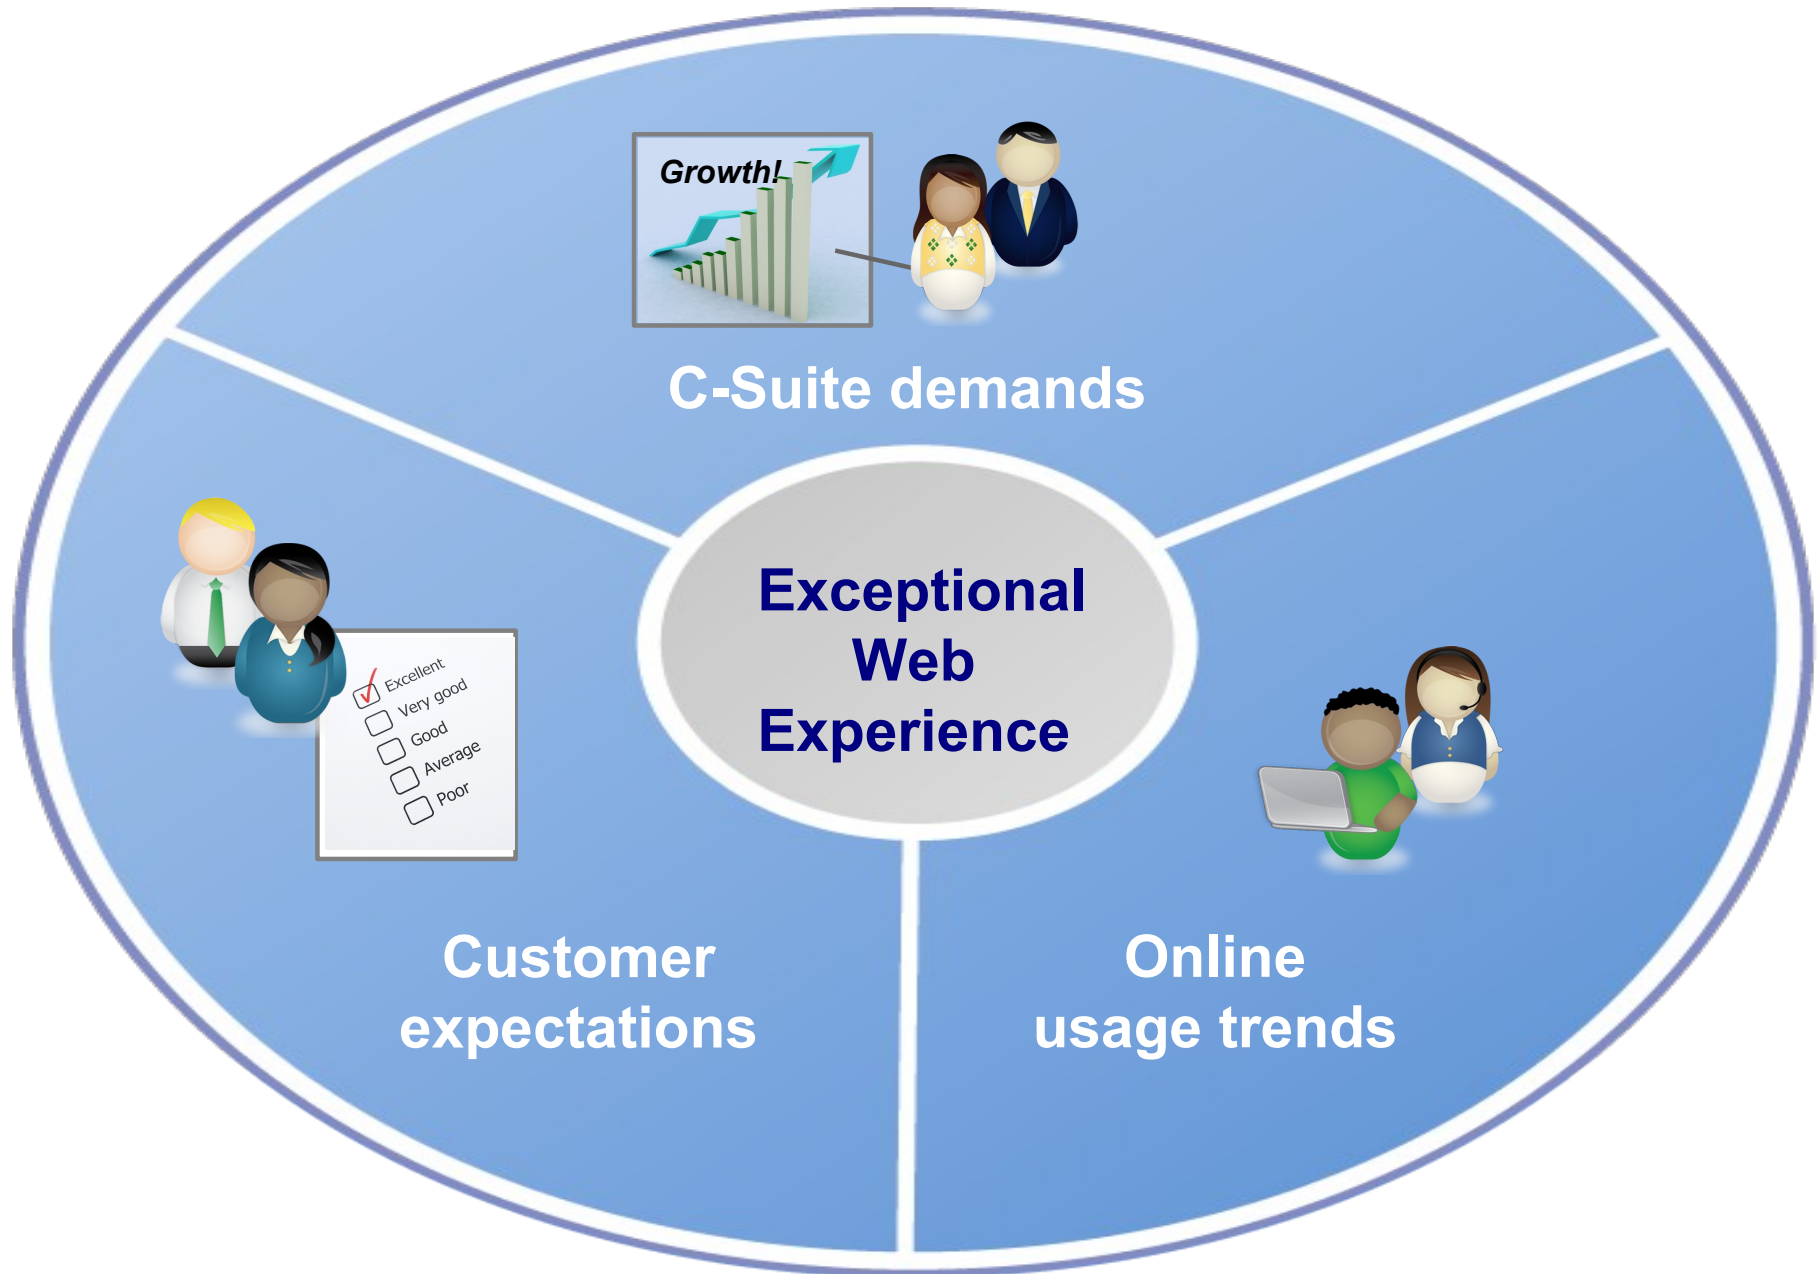 Growth!
C-Suite demands
Exceptional
Web
Experience
Excellent
Very good
Good
Average
Poor
Customer
expectations
Online
usage trends